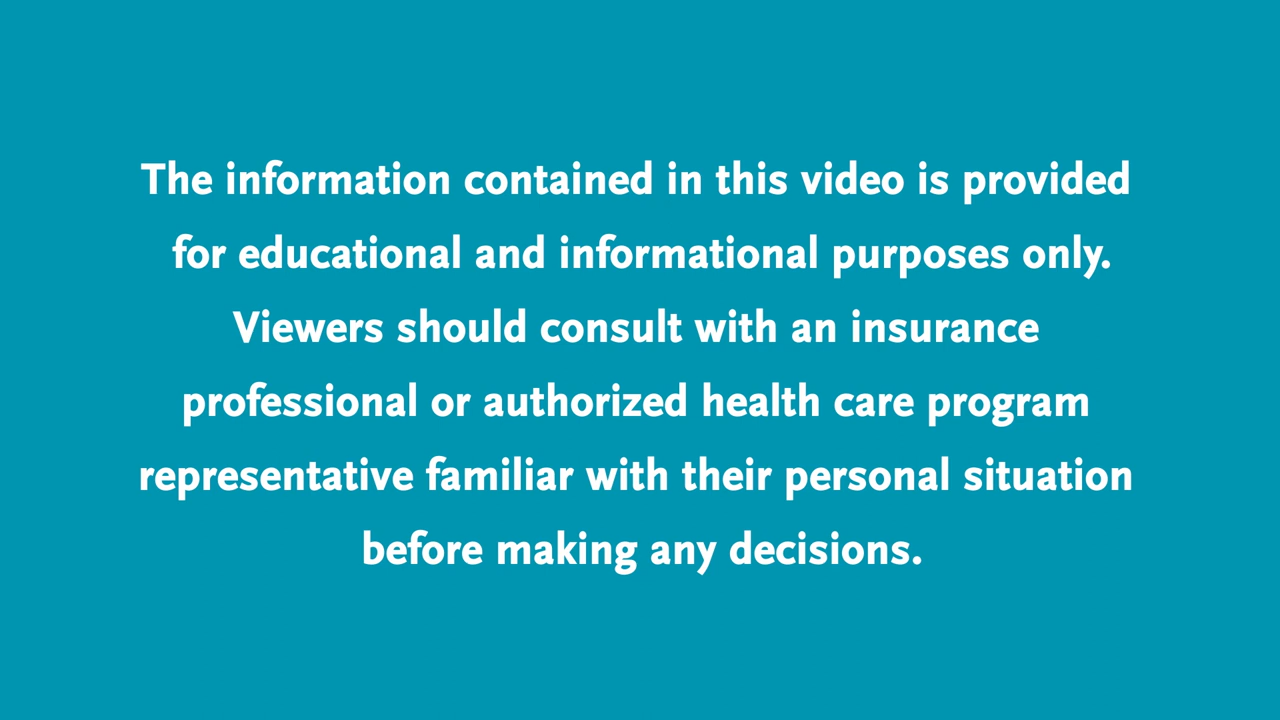 The information contained in this video is provided
for educational and informational purposes only.
Viewers should consult with an insurance
professional or authorized health care program
representative familiar with their personal situation
before making any decisions.